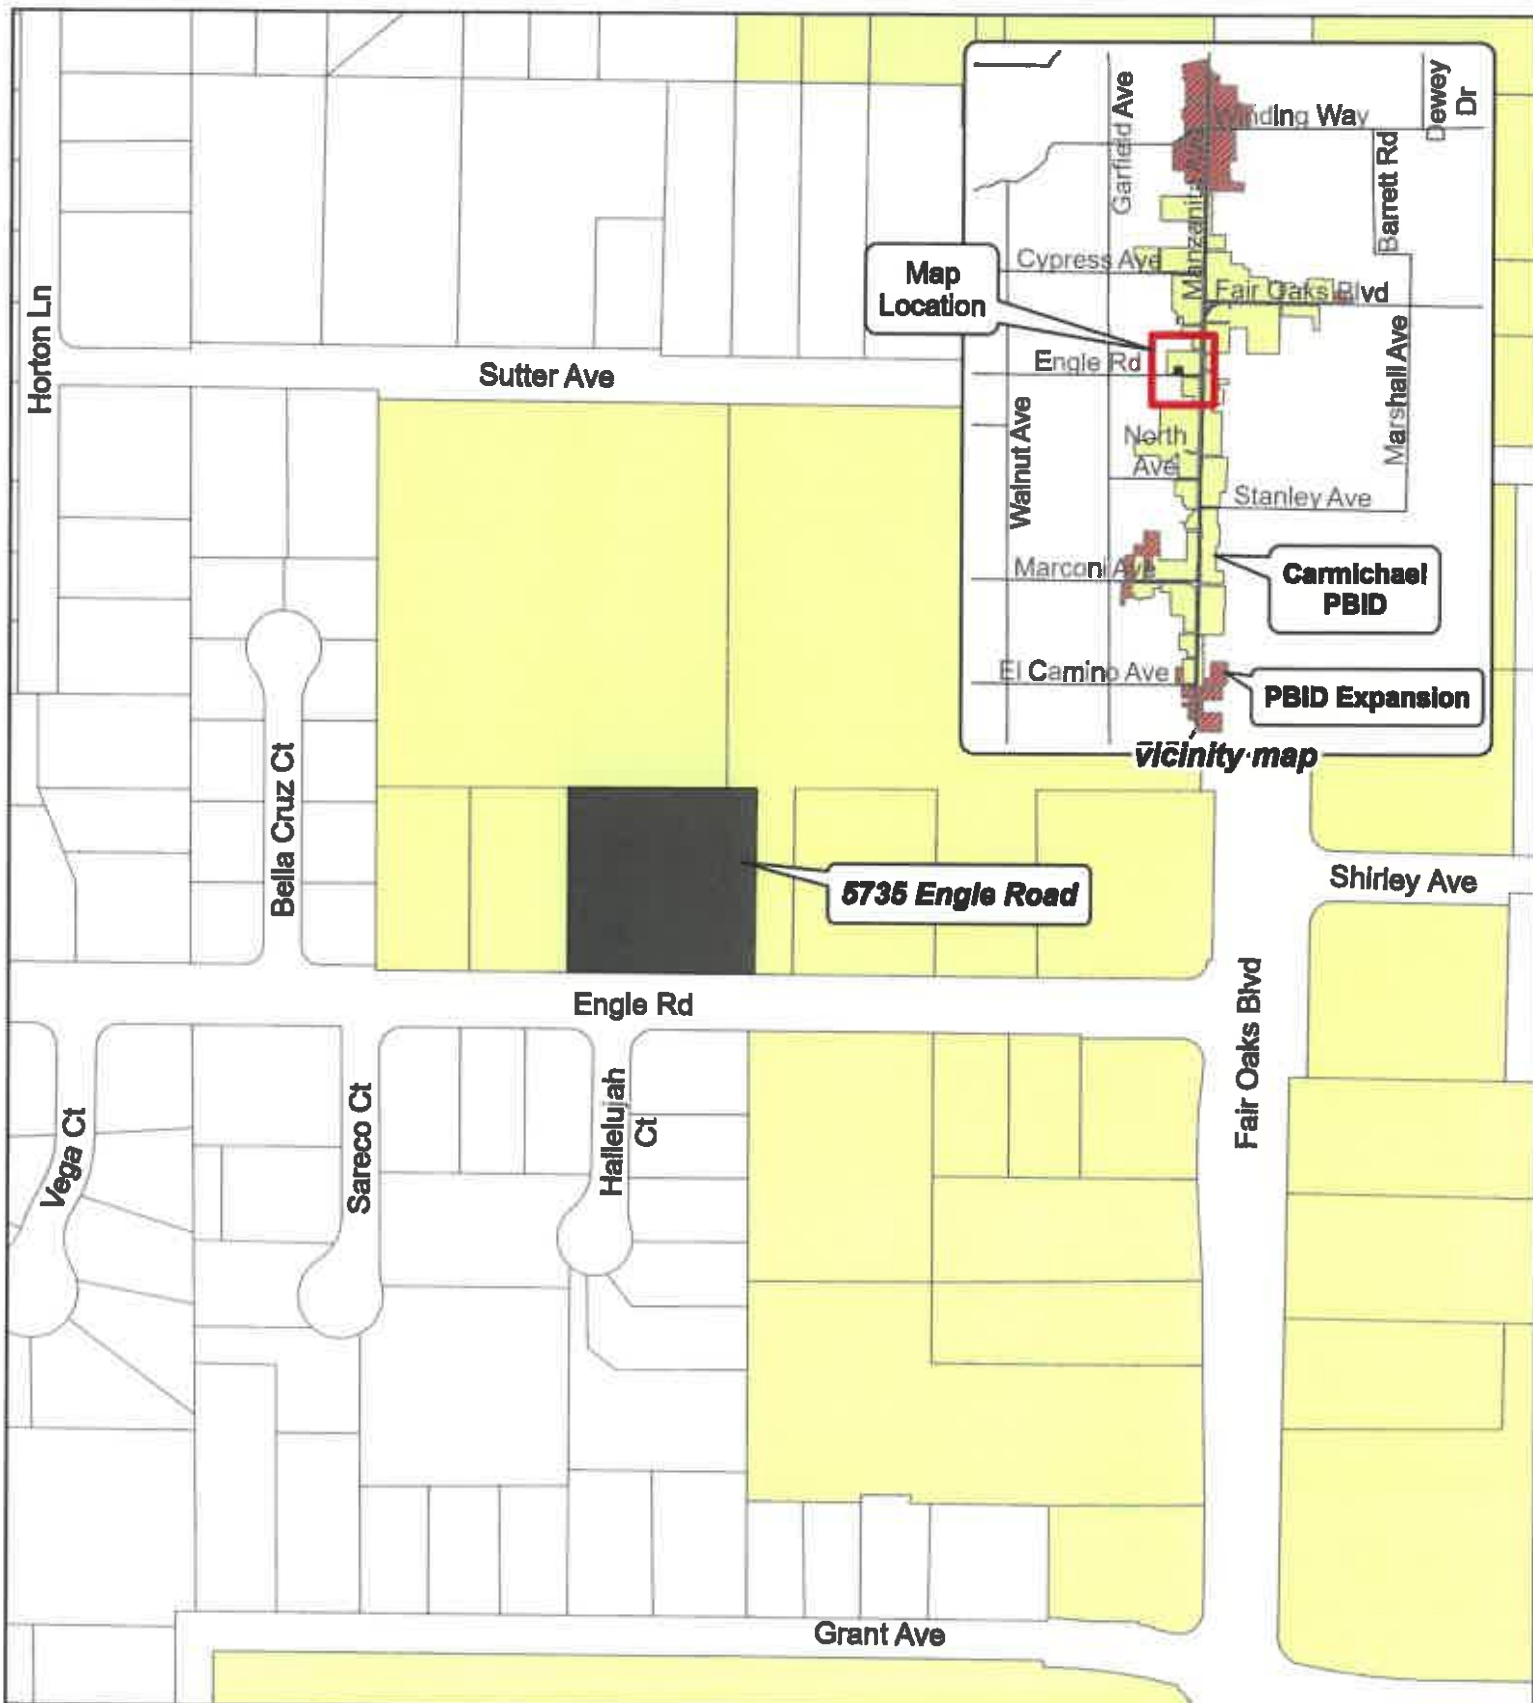 Horton Ln
Sutter Ave
Bella Cruz Ct
5735 Engle Road
Engle Rd
Shirley Ave
Fair Oaks Blvd
Vega Ct
Sareco Ct
Hallelujah
Ct
Grant Ave
Map
Location
Garfield Ave
Manzanita Ave
Winding Way
Dewey
Dr
Barrett Rd
Cypress Ave
Fair Oaks Blvd
Engle Rd
Marshall Ave
Walnut Ave
North
Ave
Stanley Ave
Marconi Ave
Carmichael
PBID
El Camino Ave
PBID Expansion
vicinity map